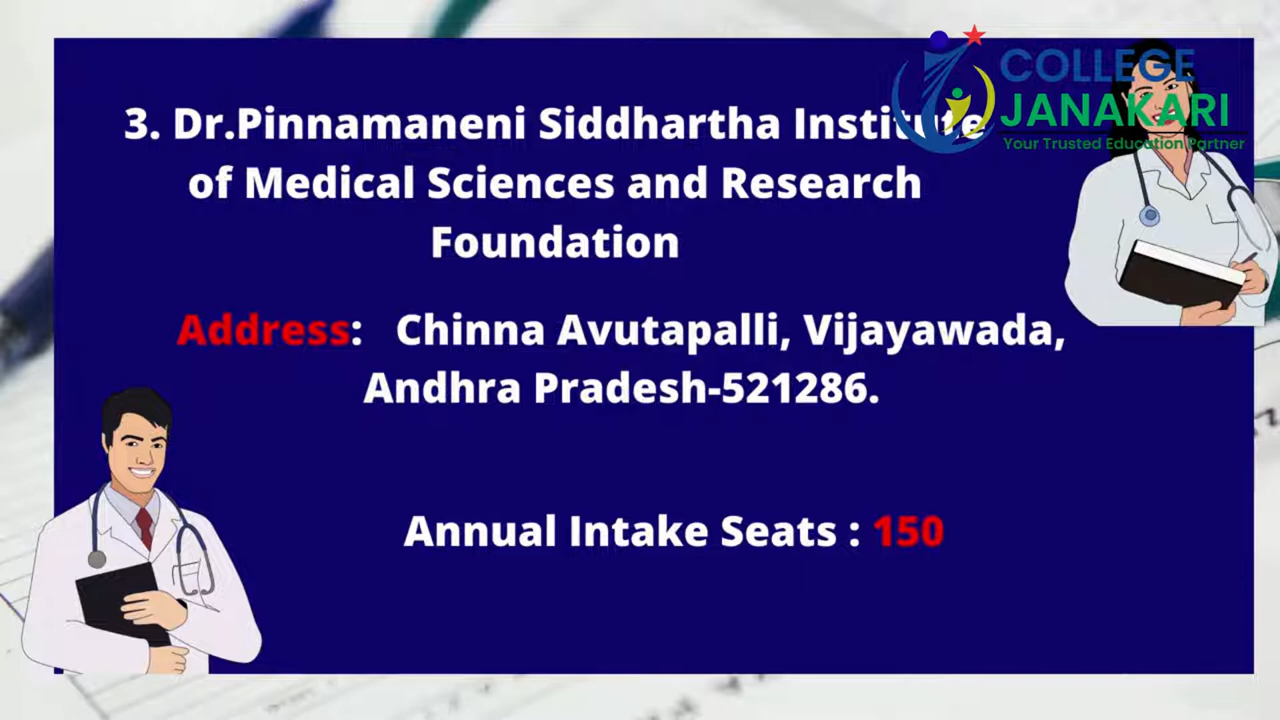 COLLEGE
JANAKARI
Your Trusted Education Partner
3. Dr.Pinnamaneni Siddhartha Institute
of Medical Sciences and Research
Foundation
Address: Chinna Avutapalli, Vijayawada,
Andhra Pradesh-521286.
Annual Intake Seats : 150